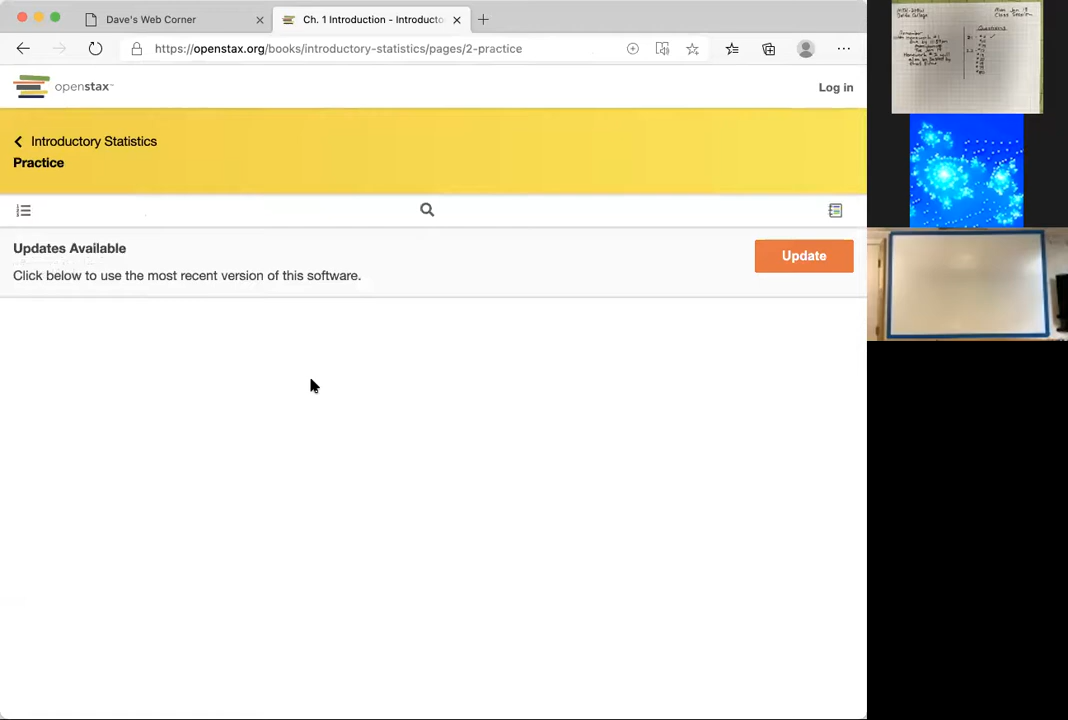 Dave's Web Corner
Ch. 1 Introduction - Introducto
https://openstax.org/books/introductory-statistics/pages/2-practice
openstax
Log in
Introductory Statistics
Practice
Updates Available
Click below to use the most recent version of this software.
Update
Questions